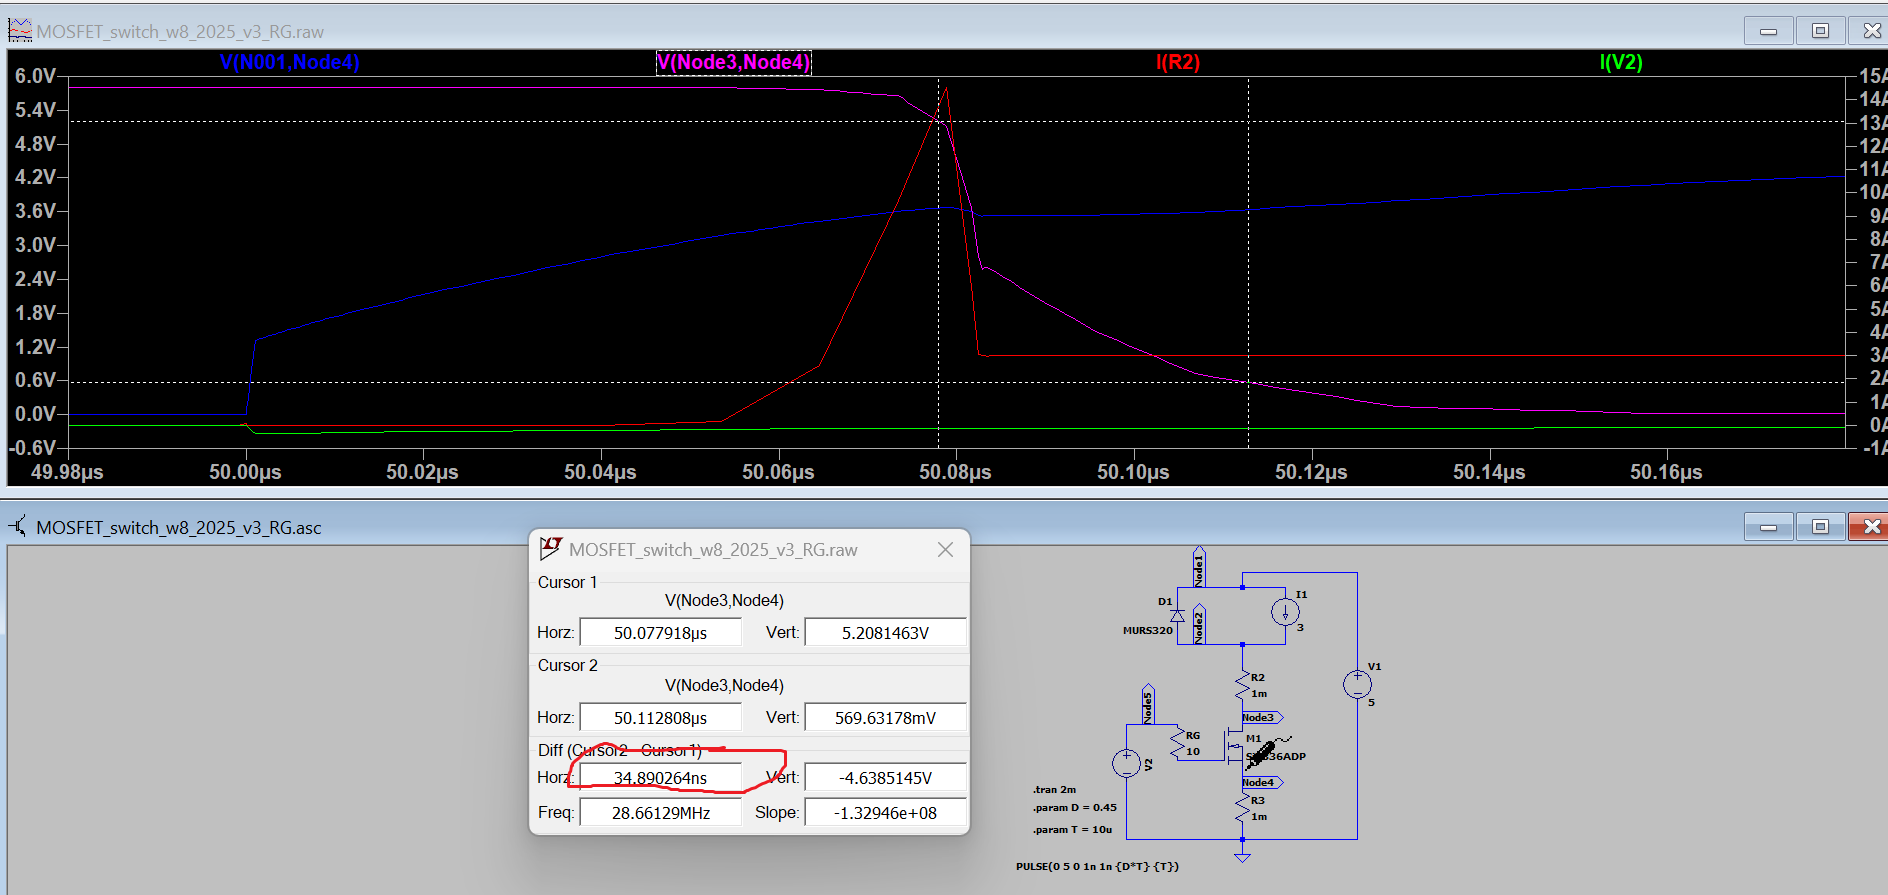 MOSFET_switch_w8_2025_v3_RG.raw
V(N001,Node4) V(Node3,Node4) I(R2) I(V2)
6.0V
5.4V
4.8V
4.2V
3.6V
3.0V
2.4V
1.8V
1.2V
0.6V
0.0V
-0.6V
15A
14A
13A
12A
11A
10A
9A
8A
7A
6A
5A
4A
3A
2A
1A
0A
-1A
49.98µs 50.00µs 50.02µs 50.04µs 50.06µs 50.08µs 50.10µs 50.12µs 50.14µs 50.16µs
MOSFET_switch_w8_2025_v3_RG.asc
MOSFET_switch_w8_2025_v3_RG.raw
Cursor 1
V(Node3,Node4)
Horz: 50.077918µs Vert: 5.2081463V
Cursor 2
V(Node3,Node4)
Horz: 50.112808µs Vert: 569.63178mV
Diff (Cursor2 - Cursor1)
Horz: 34.890264ns Vert: -4.6385145V
Freq: 28.66129MHz Slope: -1.32946e+08
Node1
D1
MURS320
Node2
I1
3
V1
5
R2
1m
Node5
Node3
RG
10
M1
V2
Node4
R3
1m
.tran 2m
.param D = 0.45
.param T = 10u
PULSE(0 5 0 1n 1n {D*T} {T})